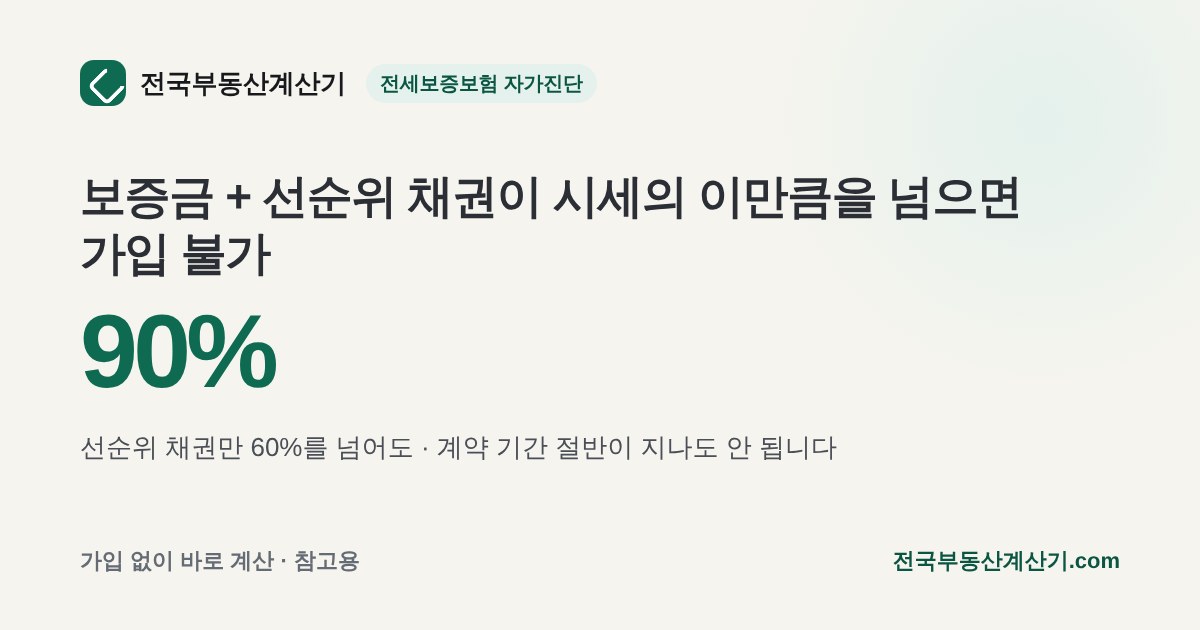 전국부동산계산기
전세보증보험 자가진단
보증금 + 선순위 채권이 시세의 이만큼을 넘으면
가입 불가
90%
선순위 채권만 60%를 넘어도 · 계약 기간 절반이 지나도 안 됩니다
가입 없이 바로 계산 · 참고용
전국부동산계산기.com